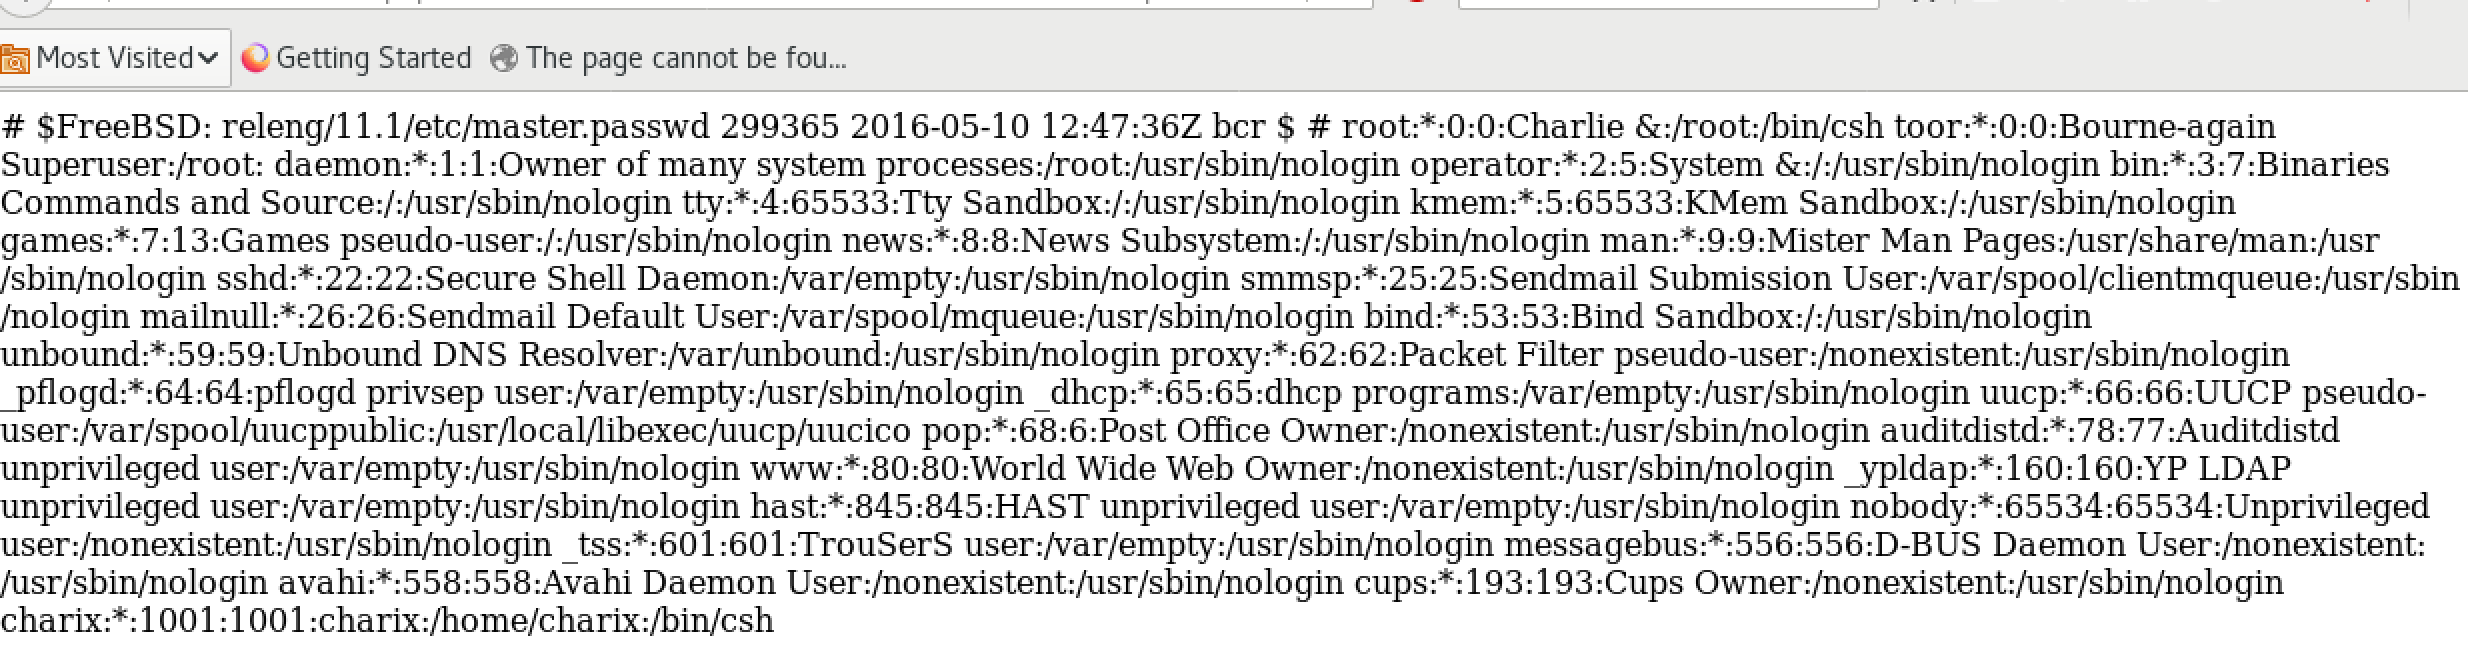 Most Visited Getting Started The page cannot be fou...
# $FreeBSD: releng/11.1/etc/master.passwd 299365 2016-05-10 12:47:36Z bcr $ # root:*:0:0:Charlie &:/root:/bin/csh toor:*:0:0:Bourne-again
Superuser:/root: daemon:*:1:1:Owner of many system processes:/root:/usr/sbin/nologin operator:*:2:5:System &:/:/usr/sbin/nologin bin:*:3:7:Binaries
Commands and Source:/:/usr/sbin/nologin tty:*:4:65533:Tty Sandbox:/:/usr/sbin/nologin kmem:*:5:65533:KMem Sandbox:/:/usr/sbin/nologin
games:*:7:13:Games pseudo-user:/:/usr/sbin/nologin news:*:8:8:News Subsystem:/:/usr/sbin/nologin man:*:9:9:Mister Man Pages:/usr/share/man:/usr
/sbin/nologin sshd:*:22:22:Secure Shell Daemon:/var/empty:/usr/sbin/nologin smmsp:*:25:25:Sendmail Submission User:/var/spool/clientmqueue:/usr/sbin
/nologin mailnull:*:26:26:Sendmail Default User:/var/spool/mqueue:/usr/sbin/nologin bind:*:53:53:Bind Sandbox:/:/usr/sbin/nologin
unbound:*:59:59:Unbound DNS Resolver:/var/unbound:/usr/sbin/nologin proxy:*:62:62:Packet Filter pseudo-user:/nonexistent:/usr/sbin/nologin
_pflogd:*:64:64:pflogd privsep user:/var/empty:/usr/sbin/nologin _dhcp:*:65:65:dhcp programs:/var/empty:/usr/sbin/nologin uucp:*:66:66:UUCP pseudo-
user:/var/spool/uucppublic:/usr/local/libexec/uucp/uucico pop:*:68:6:Post Office Owner:/nonexistent:/usr/sbin/nologin auditdistd:*:78:77:Auditdistd
unprivileged user:/var/empty:/usr/sbin/nologin www:*:80:80:World Wide Web Owner:/nonexistent:/usr/sbin/nologin _ypldap:*:160:160:YP LDAP
unprivileged user:/var/empty:/usr/sbin/nologin hast:*:845:845:HAST unprivileged user:/var/empty:/usr/sbin/nologin nobody:*:65534:65534:Unprivileged
user:/nonexistent:/usr/sbin/nologin _tss:*:601:601:TrouSerS user:/var/empty:/usr/sbin/nologin messagebus:*:556:556:D-BUS Daemon User:/nonexistent:
/usr/sbin/nologin avahi:*:558:558:Avahi Daemon User:/nonexistent:/usr/sbin/nologin cups:*:193:193:Cups Owner:/nonexistent:/usr/sbin/nologin
charix:*:1001:1001:charix:/home/charix:/bin/csh